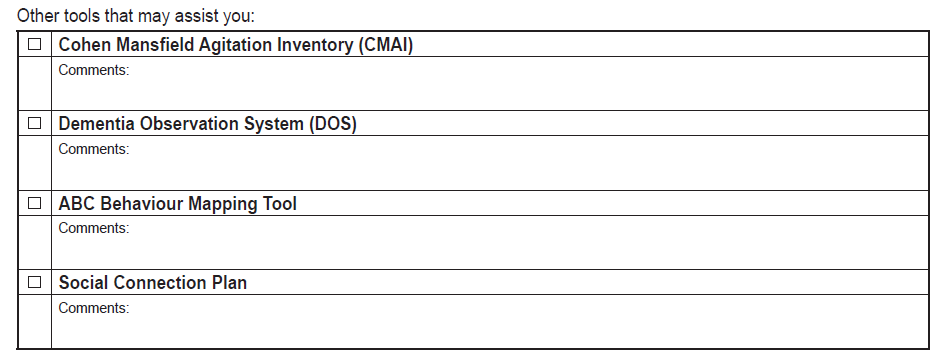 Other tools that may assist you:
Cohen Mansfield Agitation Inventory (CMAI)
Comments:
Dementia Observation System (DOS)
Comments:
ABC Behaviour Mapping Tool
Comments:
Social Connection Plan
Comments: